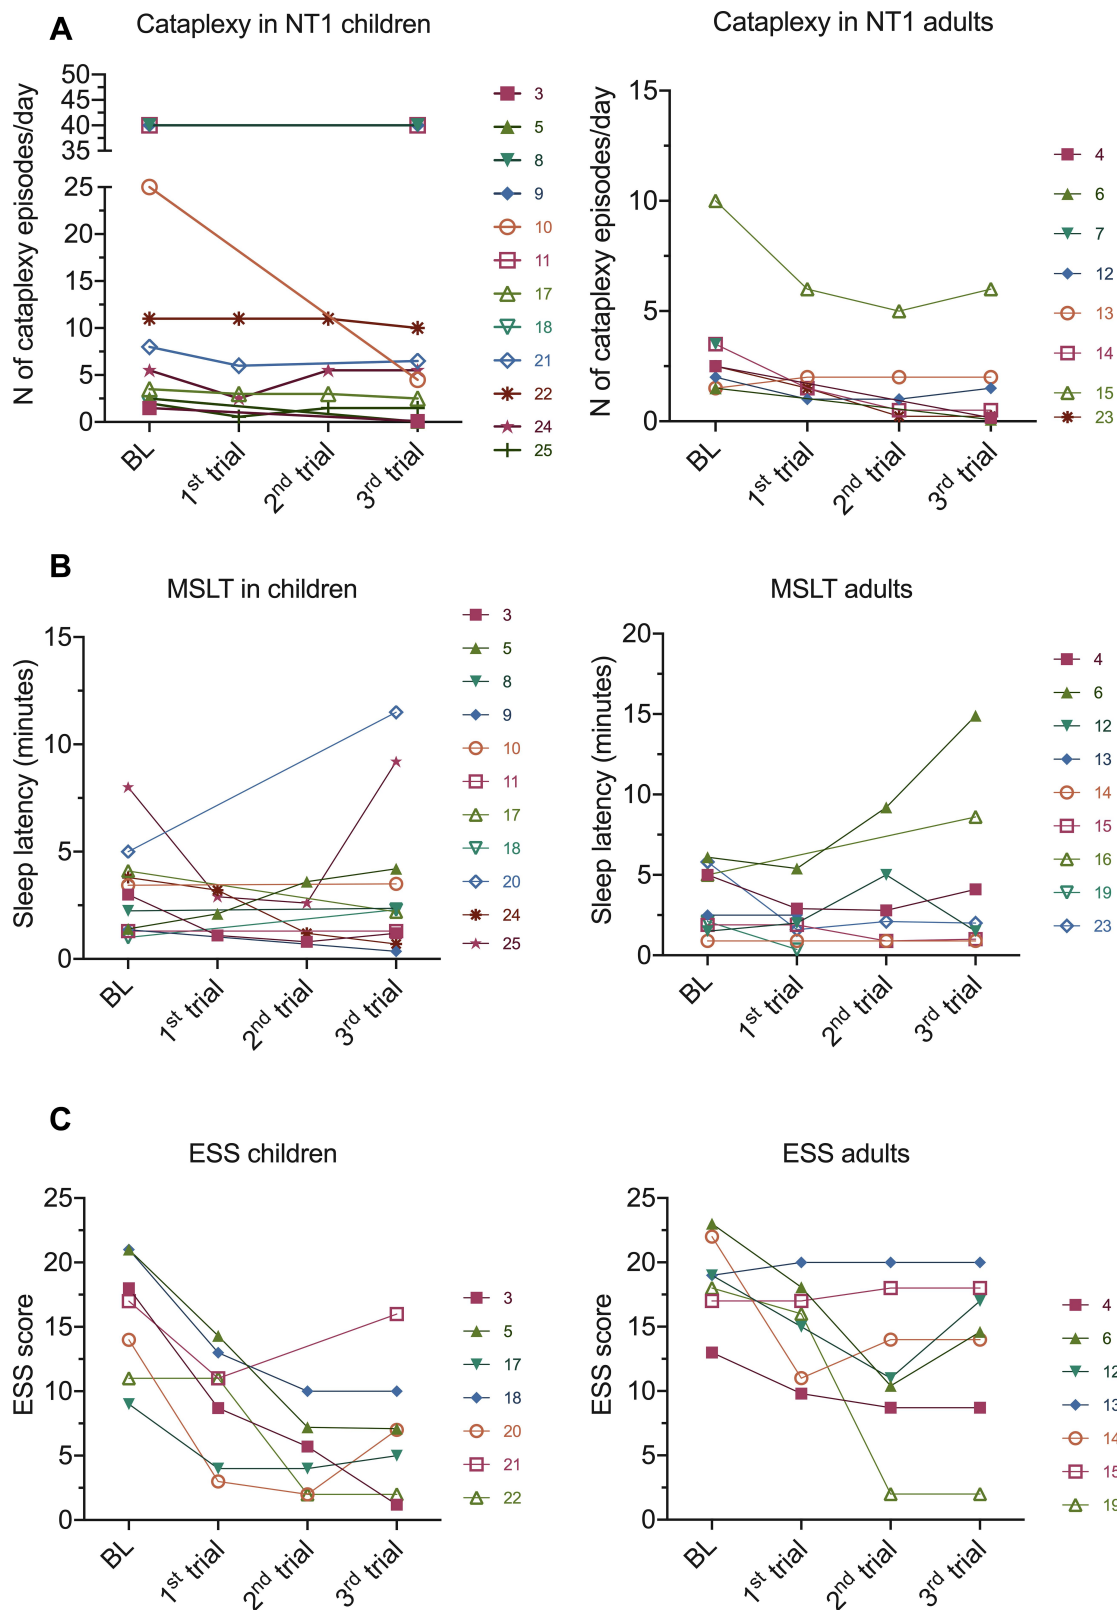 A
Cataplexy in NT1 children
N of cataplexy episodes/day
50
45
40
35
25
20
15
10
5
0
BL
1st trial
2nd trial
3rd trial
3
5
8
9
10
11
17
18
21
22
24
25
Cataplexy in NT1 adults
N of cataplexy episodes/day
15
10
5
0
BL
1st trial
2nd trial
3rd trial
4
6
7
12
13
14
15
23
B
MSLT in children
Sleep latency (minutes)
15
10
5
0
BL
1st trial
2nd trial
3rd trial
3
5
8
9
10
11
17
18
20
24
25
MSLT adults
Sleep latency (minutes)
20
15
10
5
0
BL
1st trial
2nd trial
3rd trial
4
6
12
13
14
15
16
19
23
C
ESS children
ESS score
25
20
15
10
5
0
BL
1st trial
2nd trial
3rd trial
3
5
17
18
20
21
22
ESS adults
ESS score
25
20
15
10
5
0
BL
1st trial
2nd trial
3rd trial
4
6
12
13
14
15
19